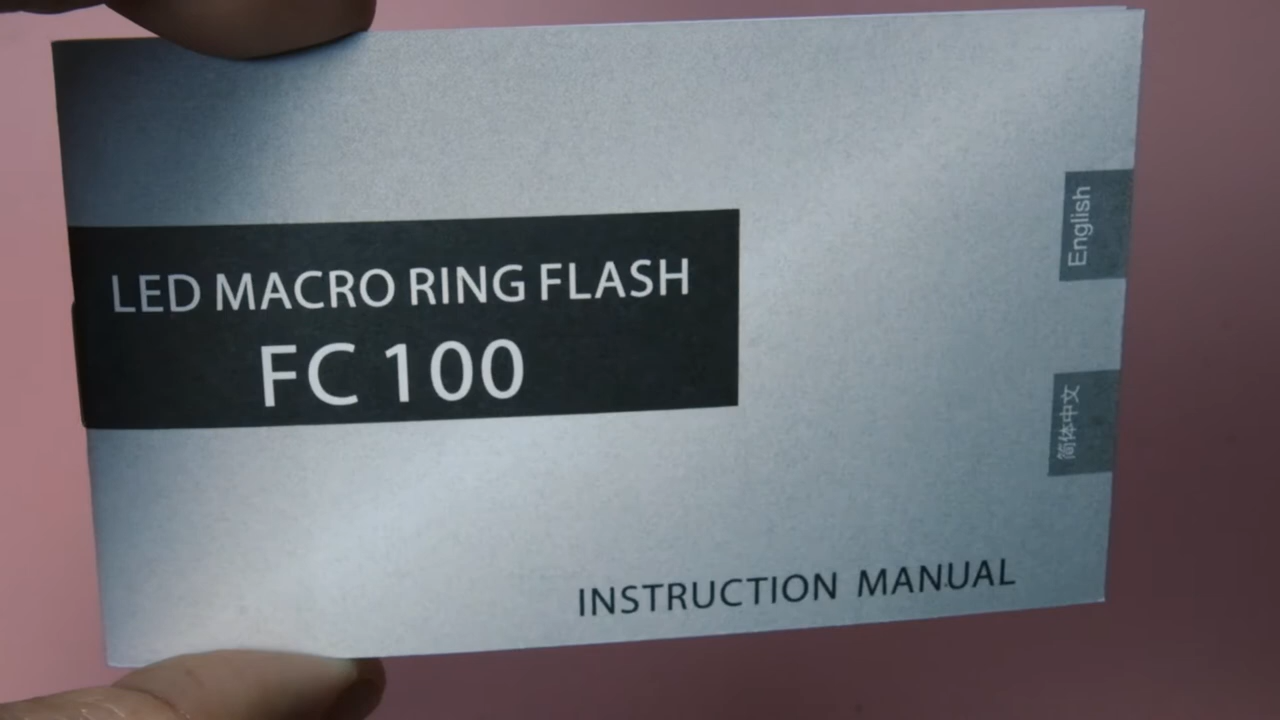 LED MACRO RING FLASH
FC 100
English
简体中文
INSTRUCTION MANUAL